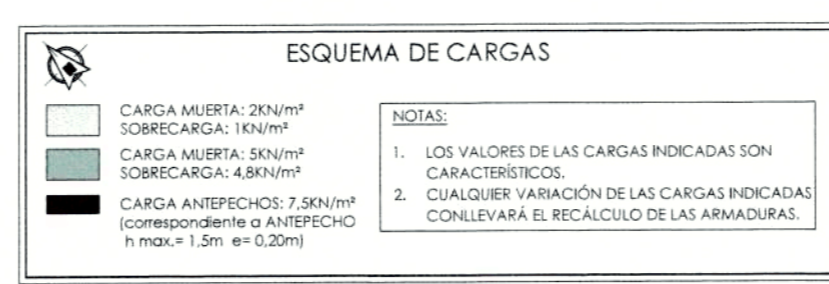 ESQUEMA DE CARGAS
CARGA MUERTA: 2KN/m²
SOBRECARGA: 1KN/m²
CARGA MUERTA: 5KN/m²
SOBRECARGA: 4,8KN/m²
CARGA ANTEPECHOS: 7,5KN/m²
(correspondiente a ANTEPECHO
h max.= 1,5m e= 0,20m)
NOTAS:
1. LOS VALORES DE LAS CARGAS INDICADAS SON
CARACTERÍSTICOS.
2. CUALQUIER VARIACIÓN DE LAS CARGAS INDICADAS
CONLLEVARÁ EL RECÁLCULO DE LAS ARMADURAS.